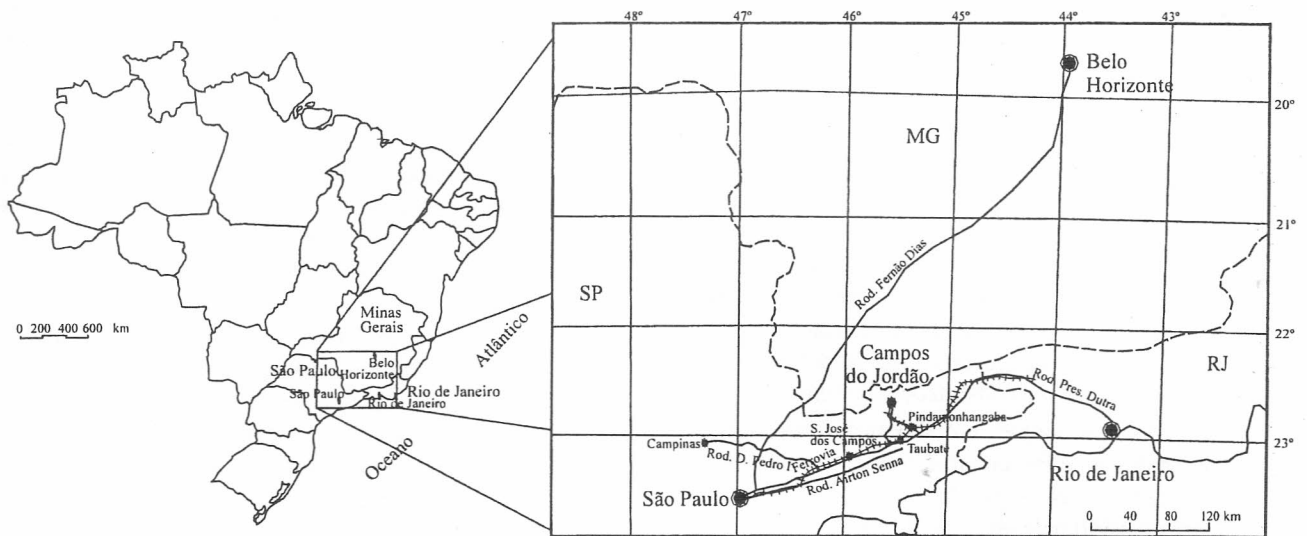 0 200 400 600 km
Minas
Gerais
Belo
Horizonte
São Paulo
São Paulo
Rio de Janeiro
Rio de Janeiro
Atlântico
Oceano
48°
47°
46°
45°
44°
43°
Belo
Horizonte
20°
MG
21°
Rod. Fernão Dias
SP
22°
Campos
do Jordão
RJ
Rod. Pres. Dutra
Pindamonhangaba
S. José
dos Campos
Campinas
23°
Taubaté
Rod. D. Pedro I
Ferrovia
Rod. Airton Senna
São Paulo
Rio de Janeiro
0 40 80 120 km